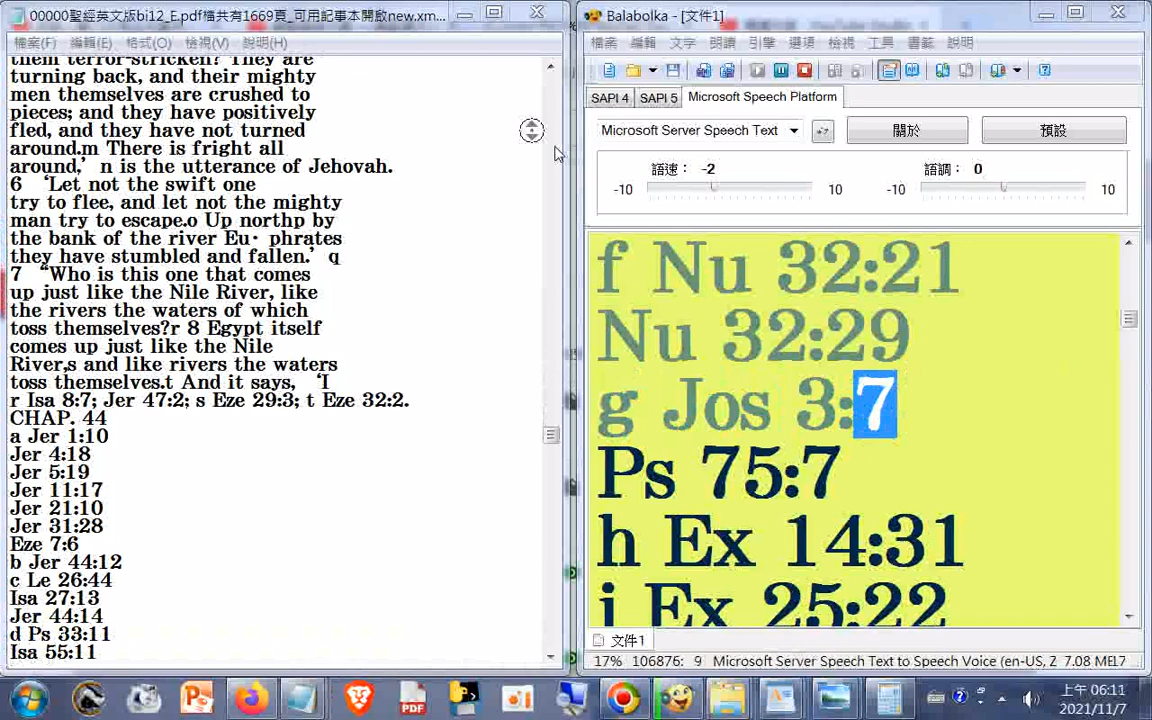 00000聖經英文版bi12_E.pdf檔共有1669頁_可用記事本開啟new.xm...
檔案(F) 編輯(E) 格式(O) 檢視(V) 說明(H)
them terror-stricken? They are
turning back, and their mighty
men themselves are crushed to
pieces; and they have positively
fled, and they have not turned
around.m There is fright all
around,’ n is the utterance of Jehovah.
6 ‘Let not the swift one
try to flee, and let not the mighty
man try to escape.o Up northp by
the bank of the river Eu· phrates
they have stumbled and fallen.’ q
7 “Who is this one that comes
up just like the Nile River, like
the rivers the waters of which
toss themselves?r 8 Egypt itself
comes up just like the Nile
River,s and like rivers the waters
toss themselves.t And it says, ‘I
r Isa 8:7; Jer 47:2; s Eze 29:3; t Eze 32:2.
CHAP. 44
a Jer 1:10
Jer 4:18
Jer 5:19
Jer 11:17
Jer 21:10
Jer 31:28
Eze 7:6
b Jer 44:12
c Le 26:44
Isa 27:13
Jer 44:14
d Ps 33:11
Isa 55:11
Balabolka - [文件1]
檔案 編輯 文字 朗讀 引擎 選項 檢視 工具 書籤 說明
SAPI 4 SAPI 5 Microsoft Speech Platform
Microsoft Server Speech Text 關於 預設
語速： -2 語調： 0
-10 10 -10 10
f Nu 32:21
Nu 32:29
g Jos 3:7
Ps 75:7
h Ex 14:31
i Ex 25:22
文件1
17% 106876: 9 Microsoft Server Speech Text to Speech Voice (en-US, 2 7.08 ME
上午 06:11
2021/11/7